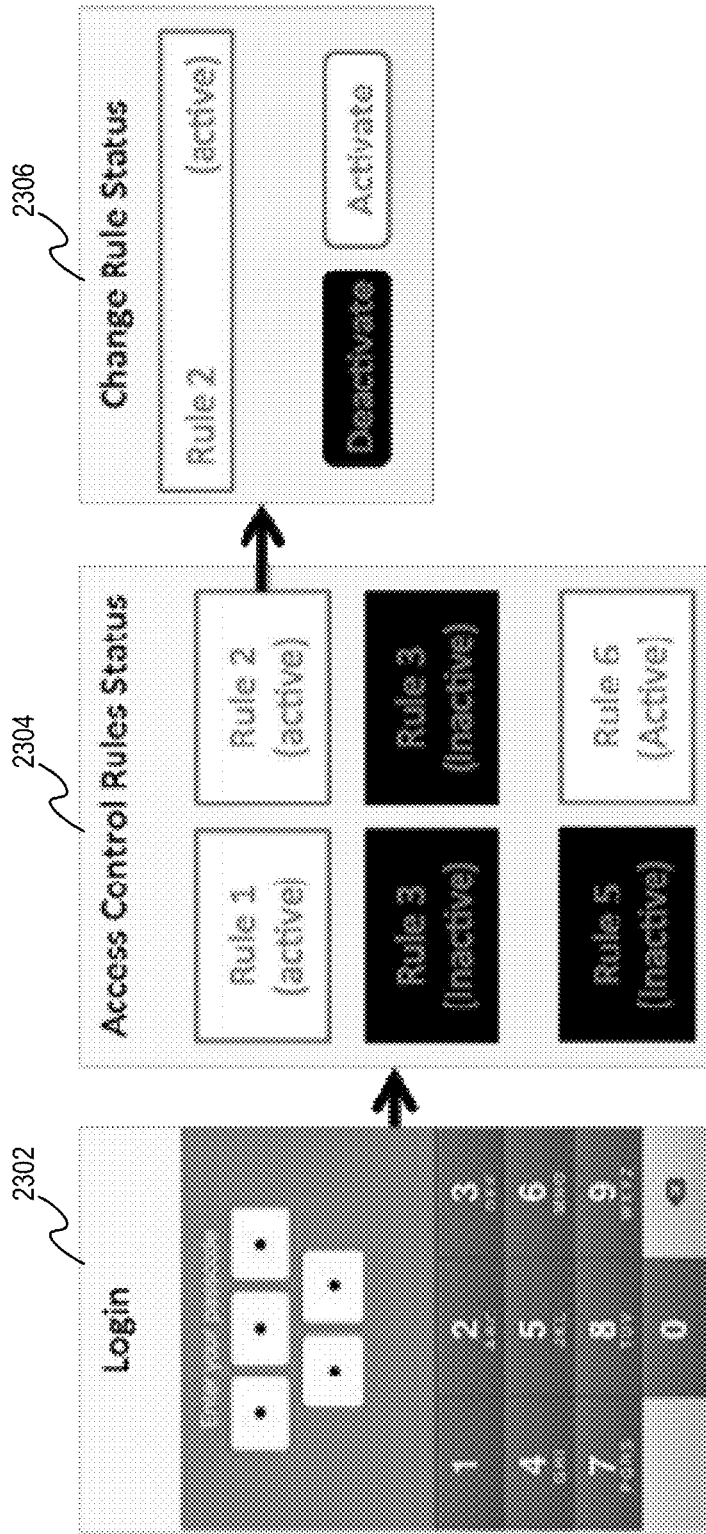 2302
Login
1
2
3
4
5
6
7
8
9
0
2304
Access Control Rules Status
Rule 1
(active)
Rule 2
(active)
Rule 3
(Inactive)
Rule 3
(Inactive)
Rule 5
(Inactive)
Rule 6
(Active)
2306
Change Rule Status
Rule 2 (active)
Deactivate
Activate